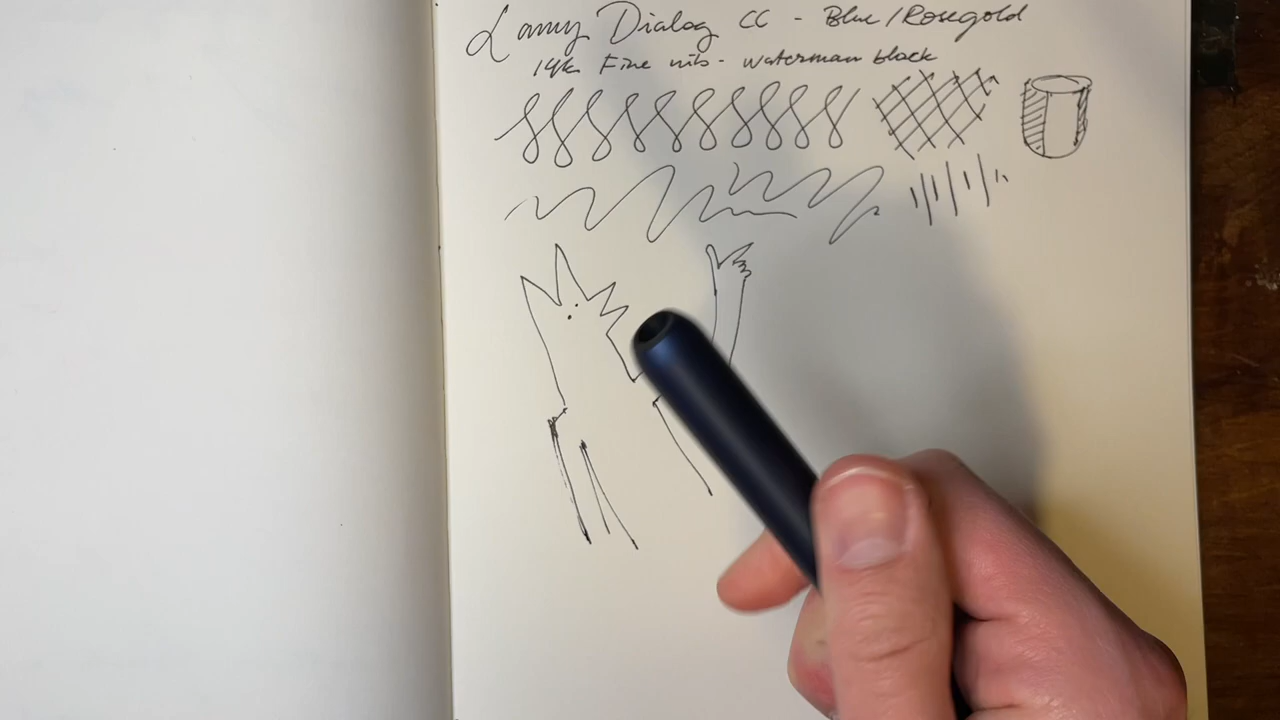 Lamy Dialog CC - Blue/Rosegold
14k Fine nib - waterman black